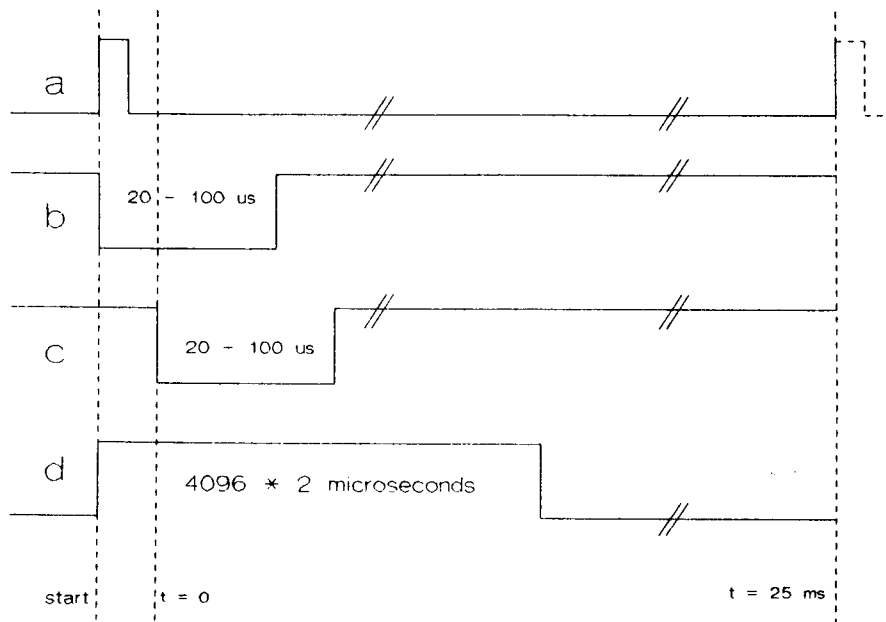 a
20 - 100 us
b
20 - 100 us
c
d
4096 * 2 microseconds
start
t = 0
t = 25 ms